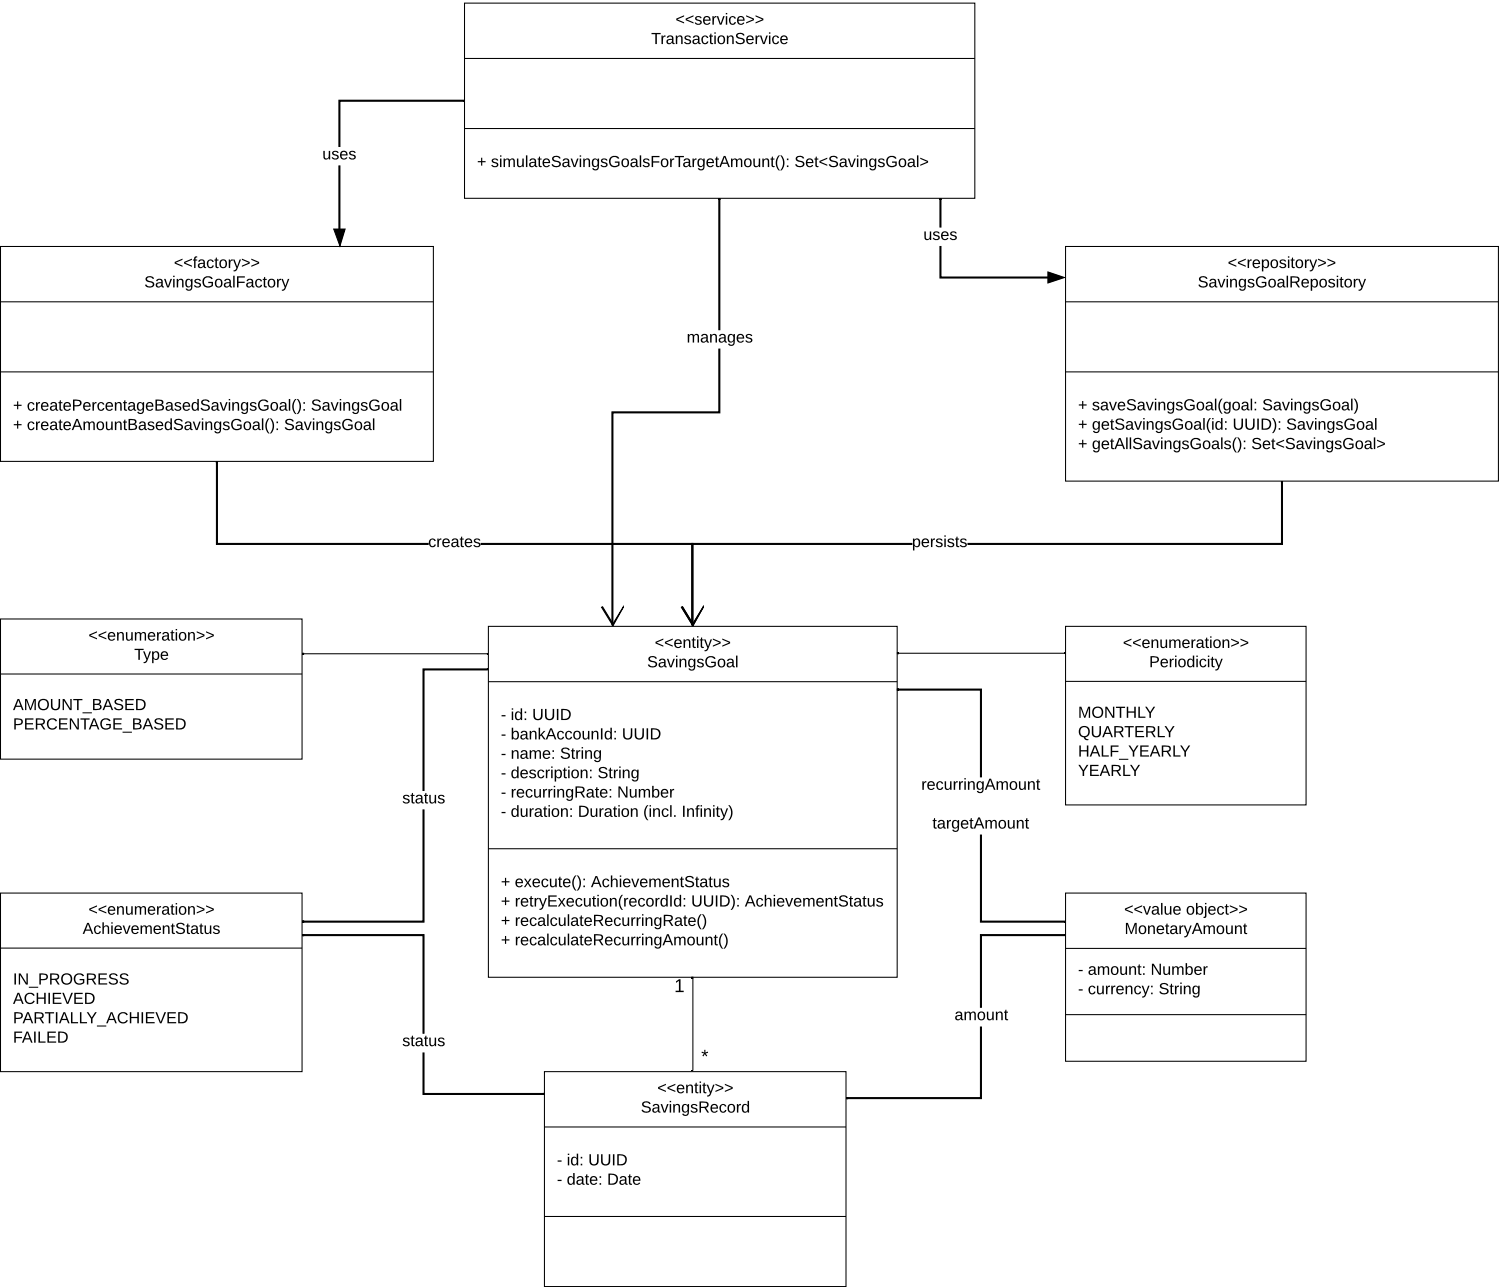 <<service>>
TransactionService
+ simulateSavingsGoalsForTargetAmount(): Set<SavingsGoal>
uses
uses
manages
<<factory>>
SavingsGoalFactory
+ createPercentageBasedSavingsGoal(): SavingsGoal
+ createAmountBasedSavingsGoal(): SavingsGoal
<<repository>>
SavingsGoalRepository
+ saveSavingsGoal(goal: SavingsGoal)
+ getSavingsGoal(id: UUID): SavingsGoal
+ getAllSavingsGoals(): Set<SavingsGoal>
creates
persists
<<enumeration>>
Type
AMOUNT_BASED
PERCENTAGE_BASED
<<entity>>
SavingsGoal
- id: UUID
- bankAccounId: UUID
- name: String
- description: String
- recurringRate: Number
- duration: Duration (incl. Infinity)
+ execute(): AchievementStatus
+ retryExecution(recordId: UUID): AchievementStatus
+ recalculateRecurringRate()
+ recalculateRecurringAmount()
<<enumeration>>
Periodicity
MONTHLY
QUARTERLY
HALF_YEARLY
YEARLY
status
recurringAmount
targetAmount
<<enumeration>>
AchievementStatus
IN_PROGRESS
ACHIEVED
PARTIALLY_ACHIEVED
FAILED
<<value object>>
MonetaryAmount
- amount: Number
- currency: String
1
*
status
amount
<<entity>>
SavingsRecord
- id: UUID
- date: Date